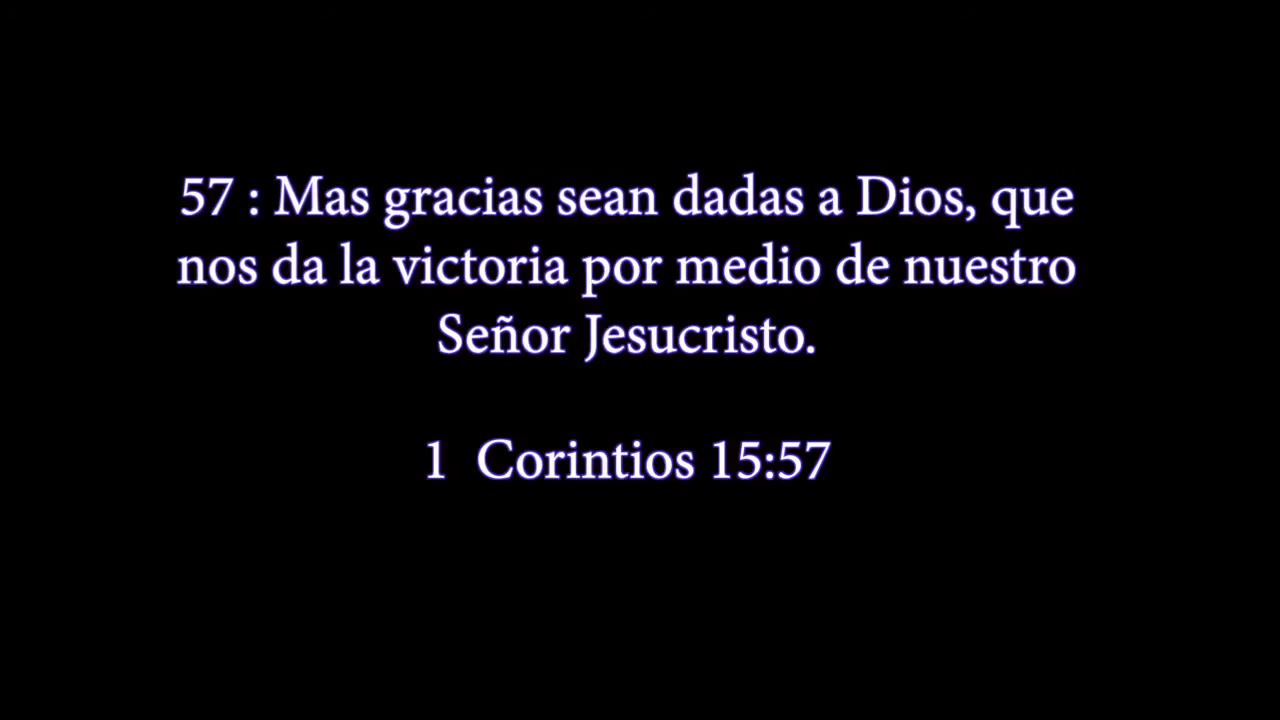 57 : Mas gracias sean dadas a Dios, que
nos da la victoria por medio de nuestro
Señor Jesucristo.
1  Corintios 15:57